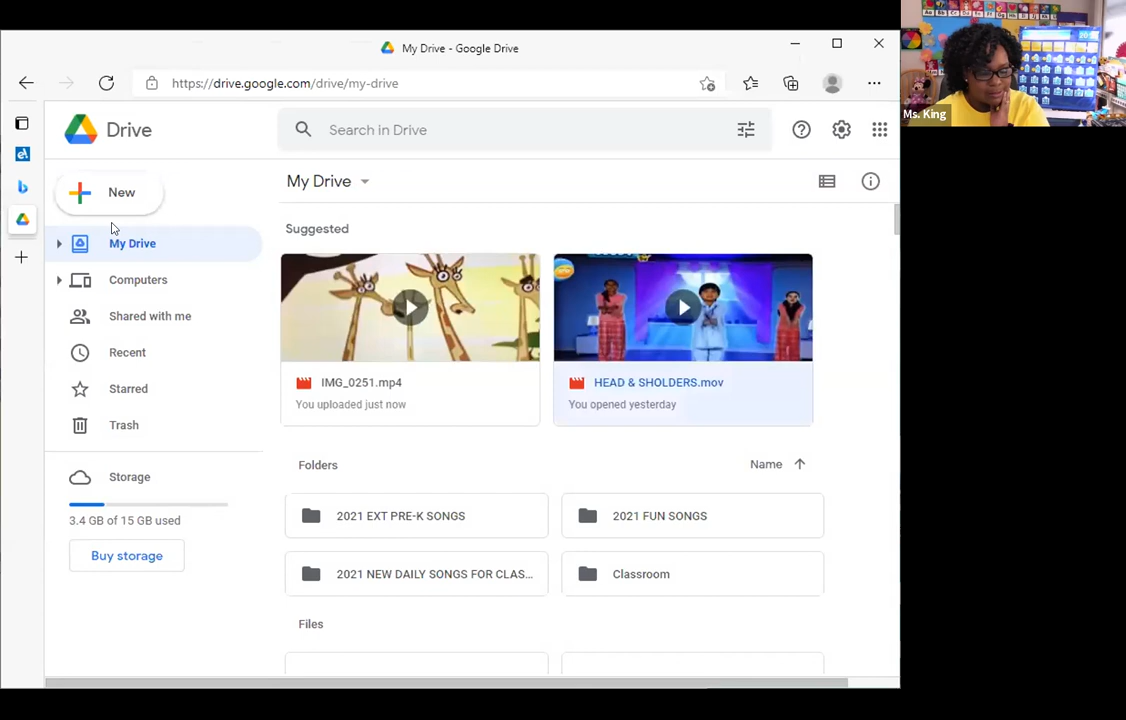 My Drive - Google Drive
https://drive.google.com/drive/my-drive
Ms. King
Drive
Search in Drive
New
My Drive
My Drive
Computers
Shared with me
Recent
Starred
Trash
Storage
3.4 GB of 15 GB used
Buy storage
Suggested
IMG_0251.mp4
You uploaded just now
HEAD & SHOLDERS.mov
You opened yesterday
Folders
Name
2021 EXT PRE-K SONGS
2021 FUN SONGS
2021 NEW DAILY SONGS FOR CLAS...
Classroom
Files